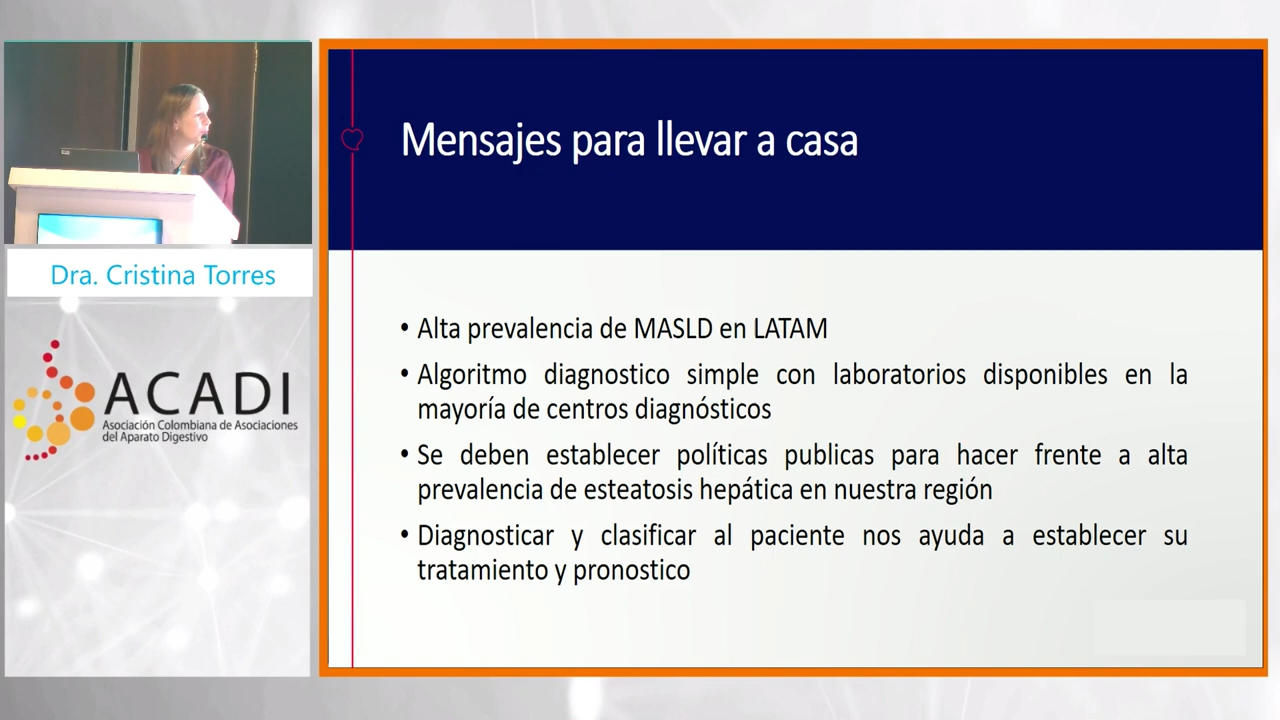 Dra. Cristina Torres
ACADI
Asociación Colombiana de Asociaciones
del Aparato Digestivo
Mensajes para llevar a casa
• Alta prevalencia de MASLD en LATAM
• Algoritmo diagnostico simple con laboratorios disponibles en la
mayoría de centros diagnósticos
• Se deben establecer políticas publicas para hacer frente a alta
prevalencia de esteatosis hepática en nuestra región
• Diagnosticar y clasificar al paciente nos ayuda a establecer su
tratamiento y pronostico